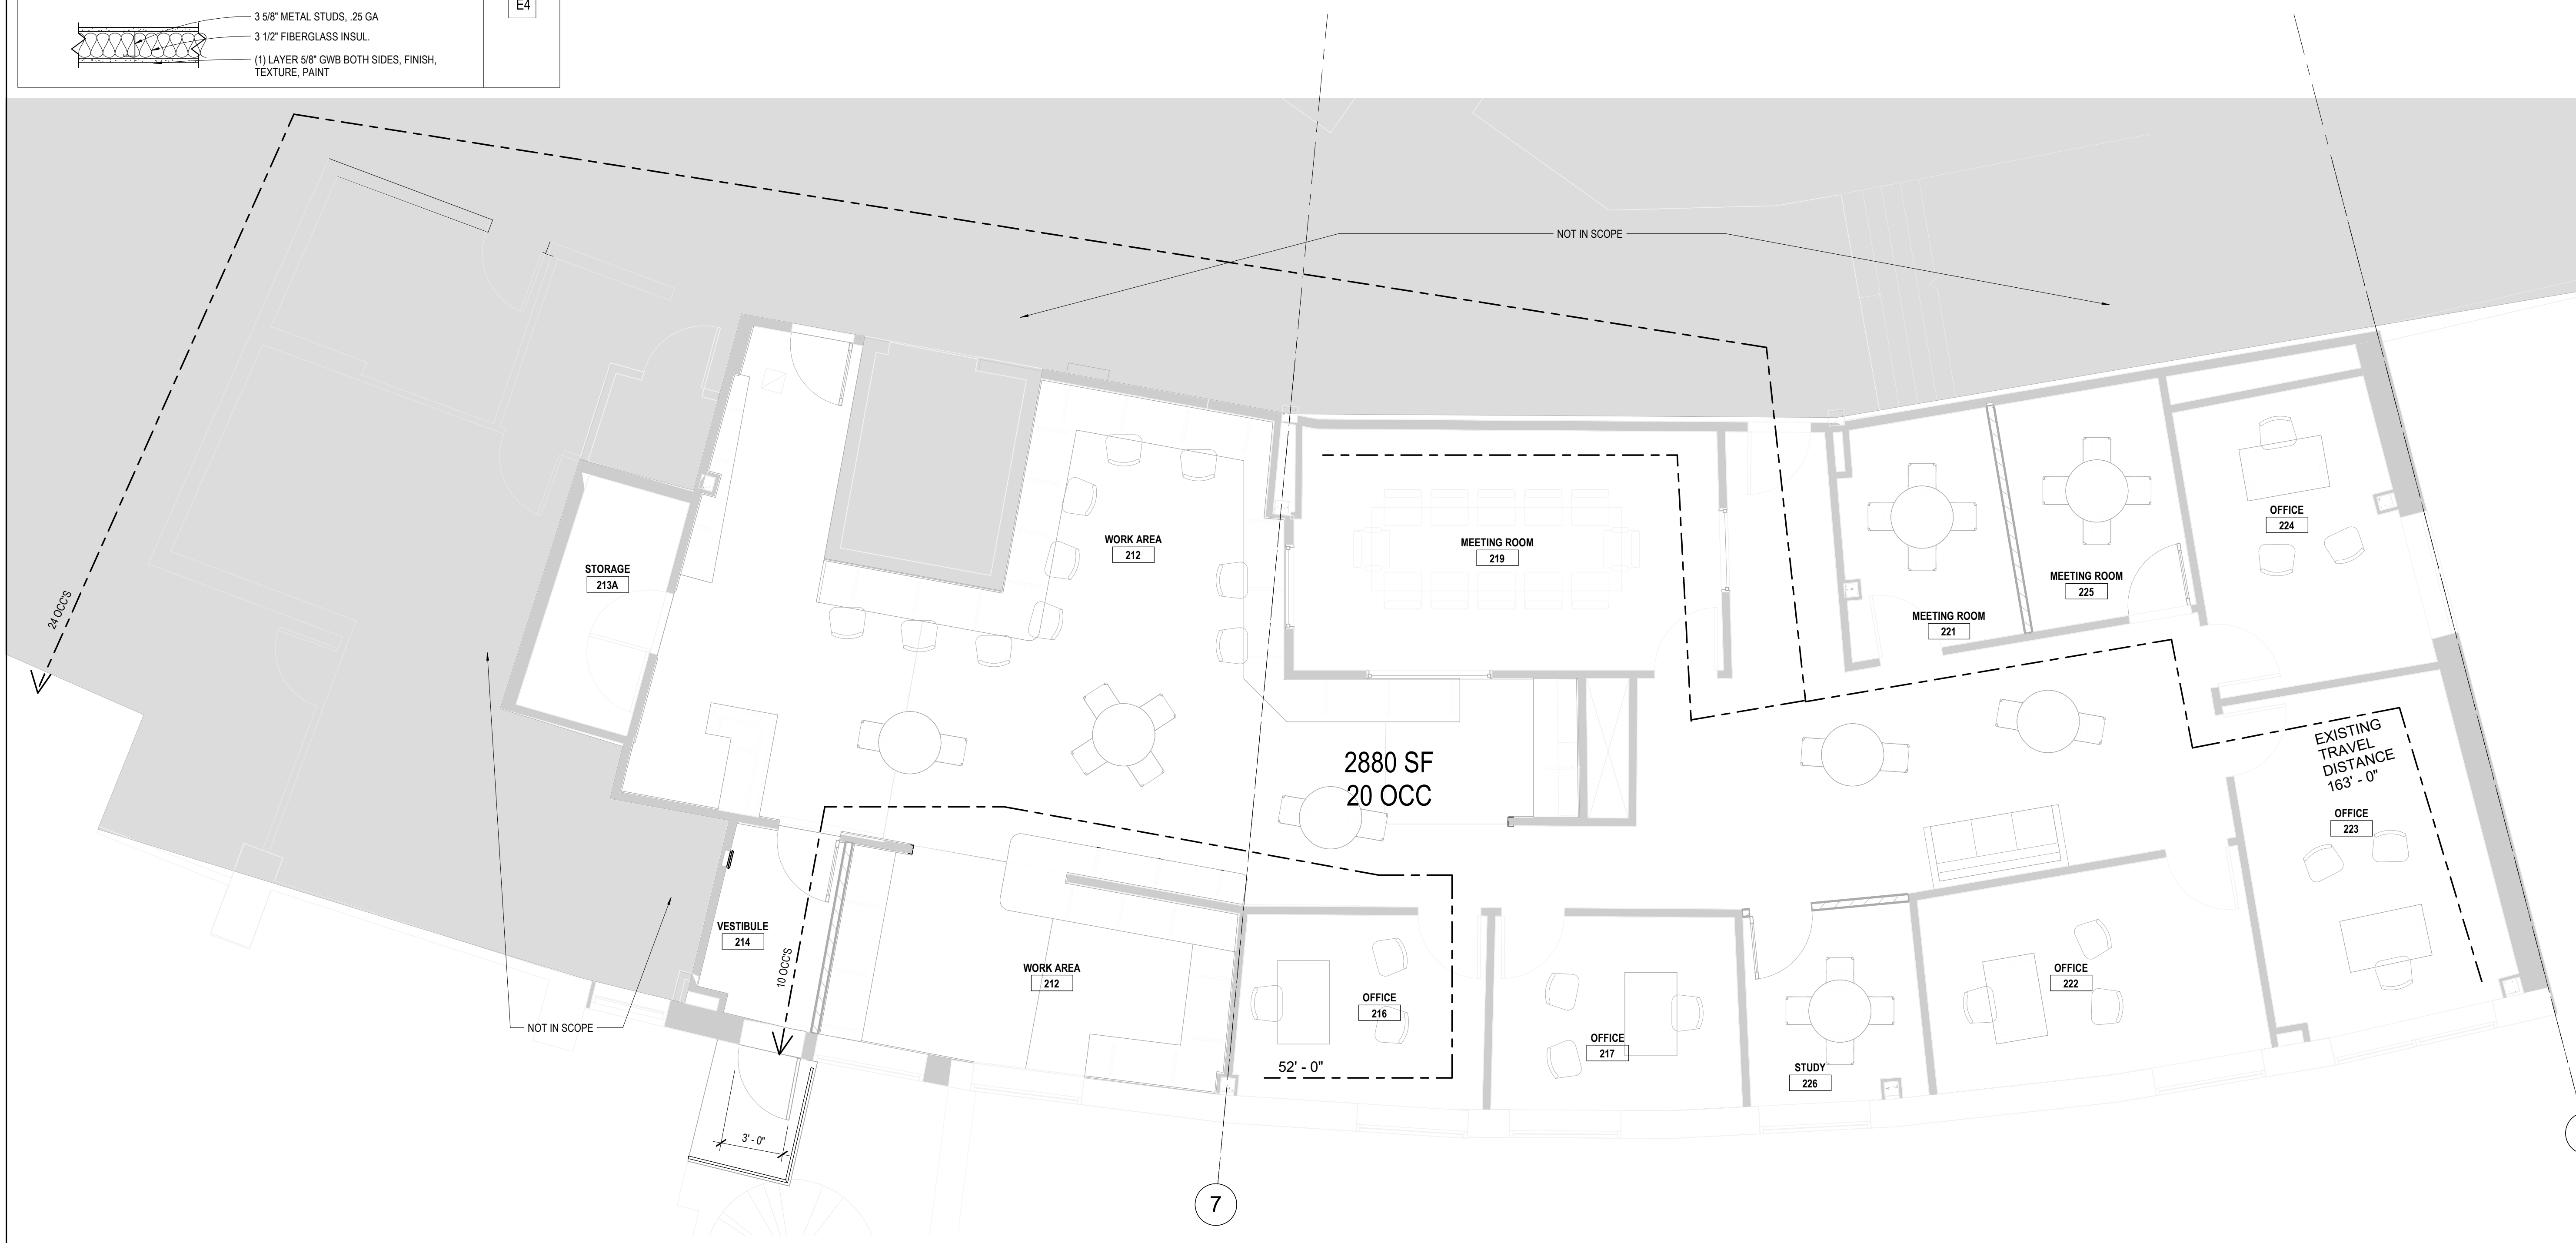 E4
3 5/8" METAL STUDS, .25 GA
3 1/2" FIBERGLASS INSUL.
(1) LAYER 5/8" GWB BOTH SIDES, FINISH,
TEXTURE, PAINT
NOT IN SCOPE
24 OCC'S
STORAGE
213A
WORK AREA
212
MEETING ROOM
219
MEETING ROOM
221
MEETING ROOM
225
OFFICE
224
2880 SF
20 OCC
EXISTING
TRAVEL
DISTANCE
163' - 0"
OFFICE
223
VESTIBULE
214
10 OCC'S
WORK AREA
212
OFFICE
216
52' - 0"
OFFICE
217
STUDY
226
OFFICE
222
NOT IN SCOPE
3' - 0"
7